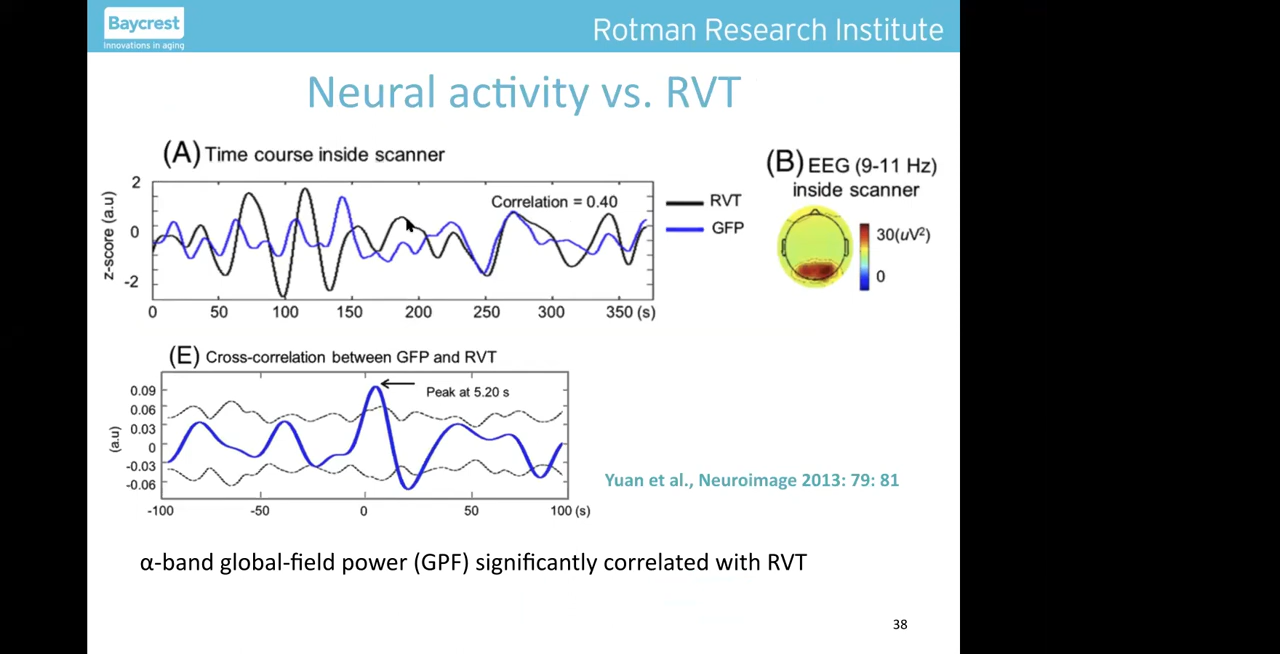 Baycrest
Innovations in aging
Rotman Research Institute
Neural activity vs. RVT
(A) Time course inside scanner
2
0
-2
z-score (a.u)
Correlation = 0.40
0 50 100 150 200 250 300 350 (s)
RVT
GFP
(B) EEG (9-11 Hz)
inside scanner
30(uV²)
0
(E) Cross-correlation between GFP and RVT
0.09
0.06
0.03
0
-0.03
-0.06
(a.u)
Peak at 5.20 s
-100 -50 0 50 100 (s)
Yuan et al., Neuroimage 2013: 79: 81
α-band global-field power (GPF) significantly correlated with RVT
38